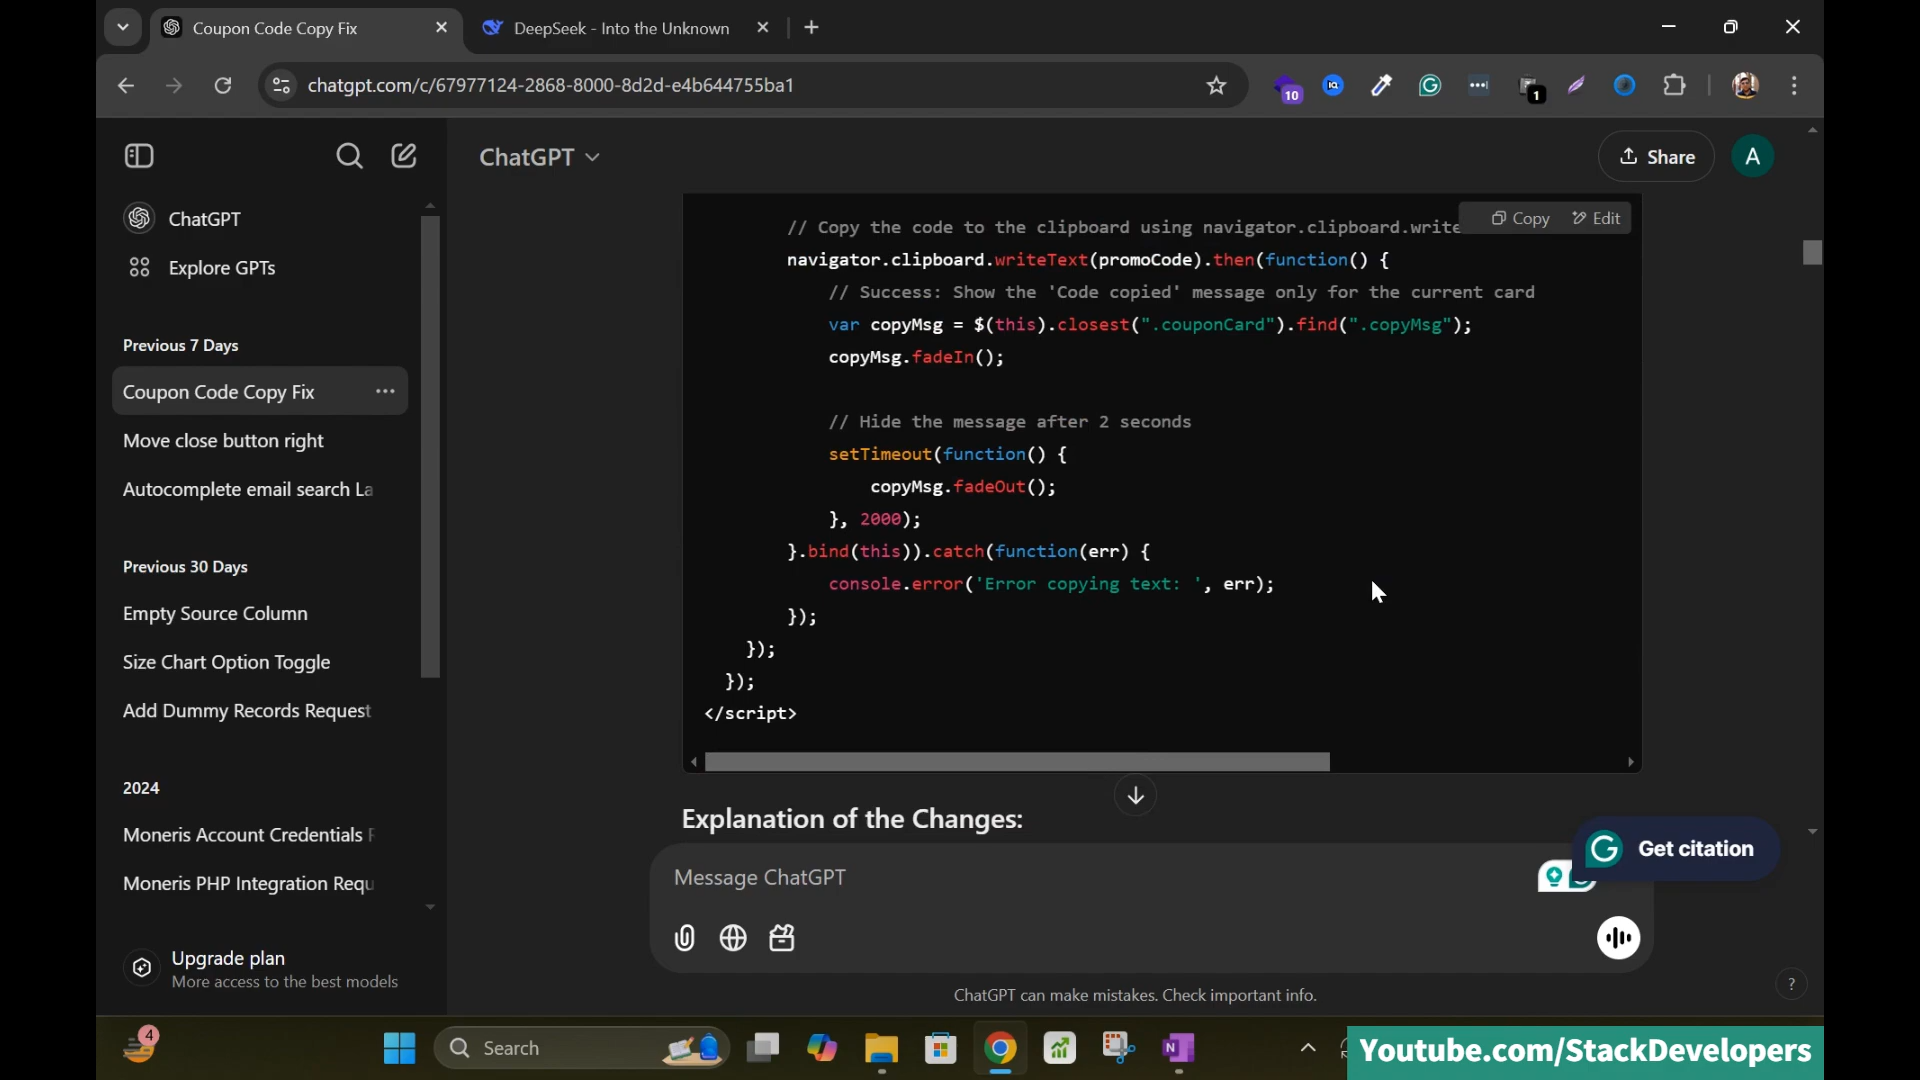 Coupon Code Copy Fix
DeepSeek - Into the Unknown
chatgpt.com/c/67977124-2868-8000-8d2d-e4b644755ba1
10
1
ChatGPT
Share
A
ChatGPT
Explore GPTs
Previous 7 Days
Coupon Code Copy Fix
Move close button right
Autocomplete email search La
Previous 30 Days
Empty Source Column
Size Chart Option Toggle
Add Dummy Records Request
2024
Moneris Account Credentials
Moneris PHP Integration Requ
Upgrade plan
More access to the best models
// Copy the code to the clipboard using navigator.clipboard.write
Copy
Edit
navigator.clipboard.writeText(promoCode).then(function() {
// Success: Show the 'Code copied' message only for the current card
var copyMsg = $(this).closest(".couponCard").find(".copyMsg");
copyMsg.fadeIn();
// Hide the message after 2 seconds
setTimeout(function() {
copyMsg.fadeOut();
}, 2000);
}.bind(this)).catch(function(err) {
console.error('Error copying text: ', err);
});
});
});
</script>
Explanation of the Changes:
Get citation
Message ChatGPT
ChatGPT can make mistakes. Check important info.
?
4
Search
Youtube.com/StackDevelopers